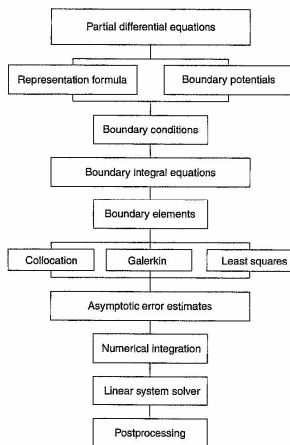 Partial differential equations
Representation formula
Boundary potentials
Boundary conditions
Boundary integral equations
Boundary elements
Collocation
Galerkin
Least squares
Asymptotic error estimates
Numerical integration
Linear system solver
Postprocessing